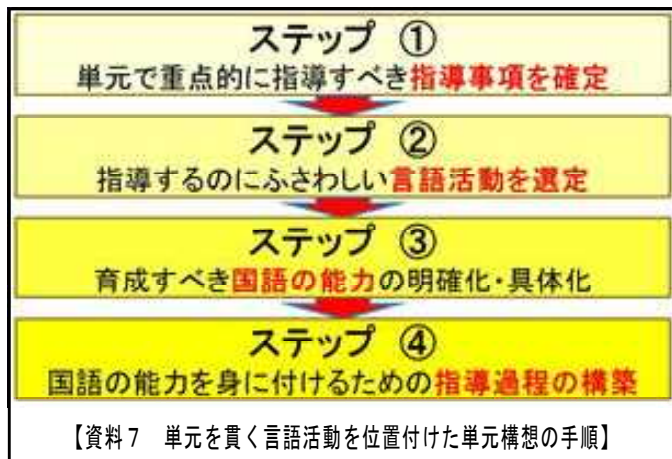 ステップ ①
単元で重点的に指導すべき指導事項を確定
ステップ ②
指導するのにふさわしい言語活動を選定
ステップ ③
育成すべき国語の能力の明確化・具体化
ステップ ④
国語の能力を身に付けるための指導過程の構築
【資料７ 単元を貫く言語活動を位置付けた単元構想の手順】